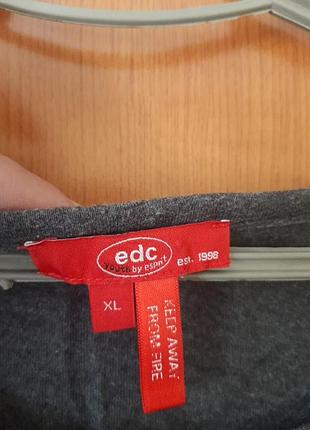 edc
youth by esprit est. 1998
XL
KEEP AWAY
FROM FIRE